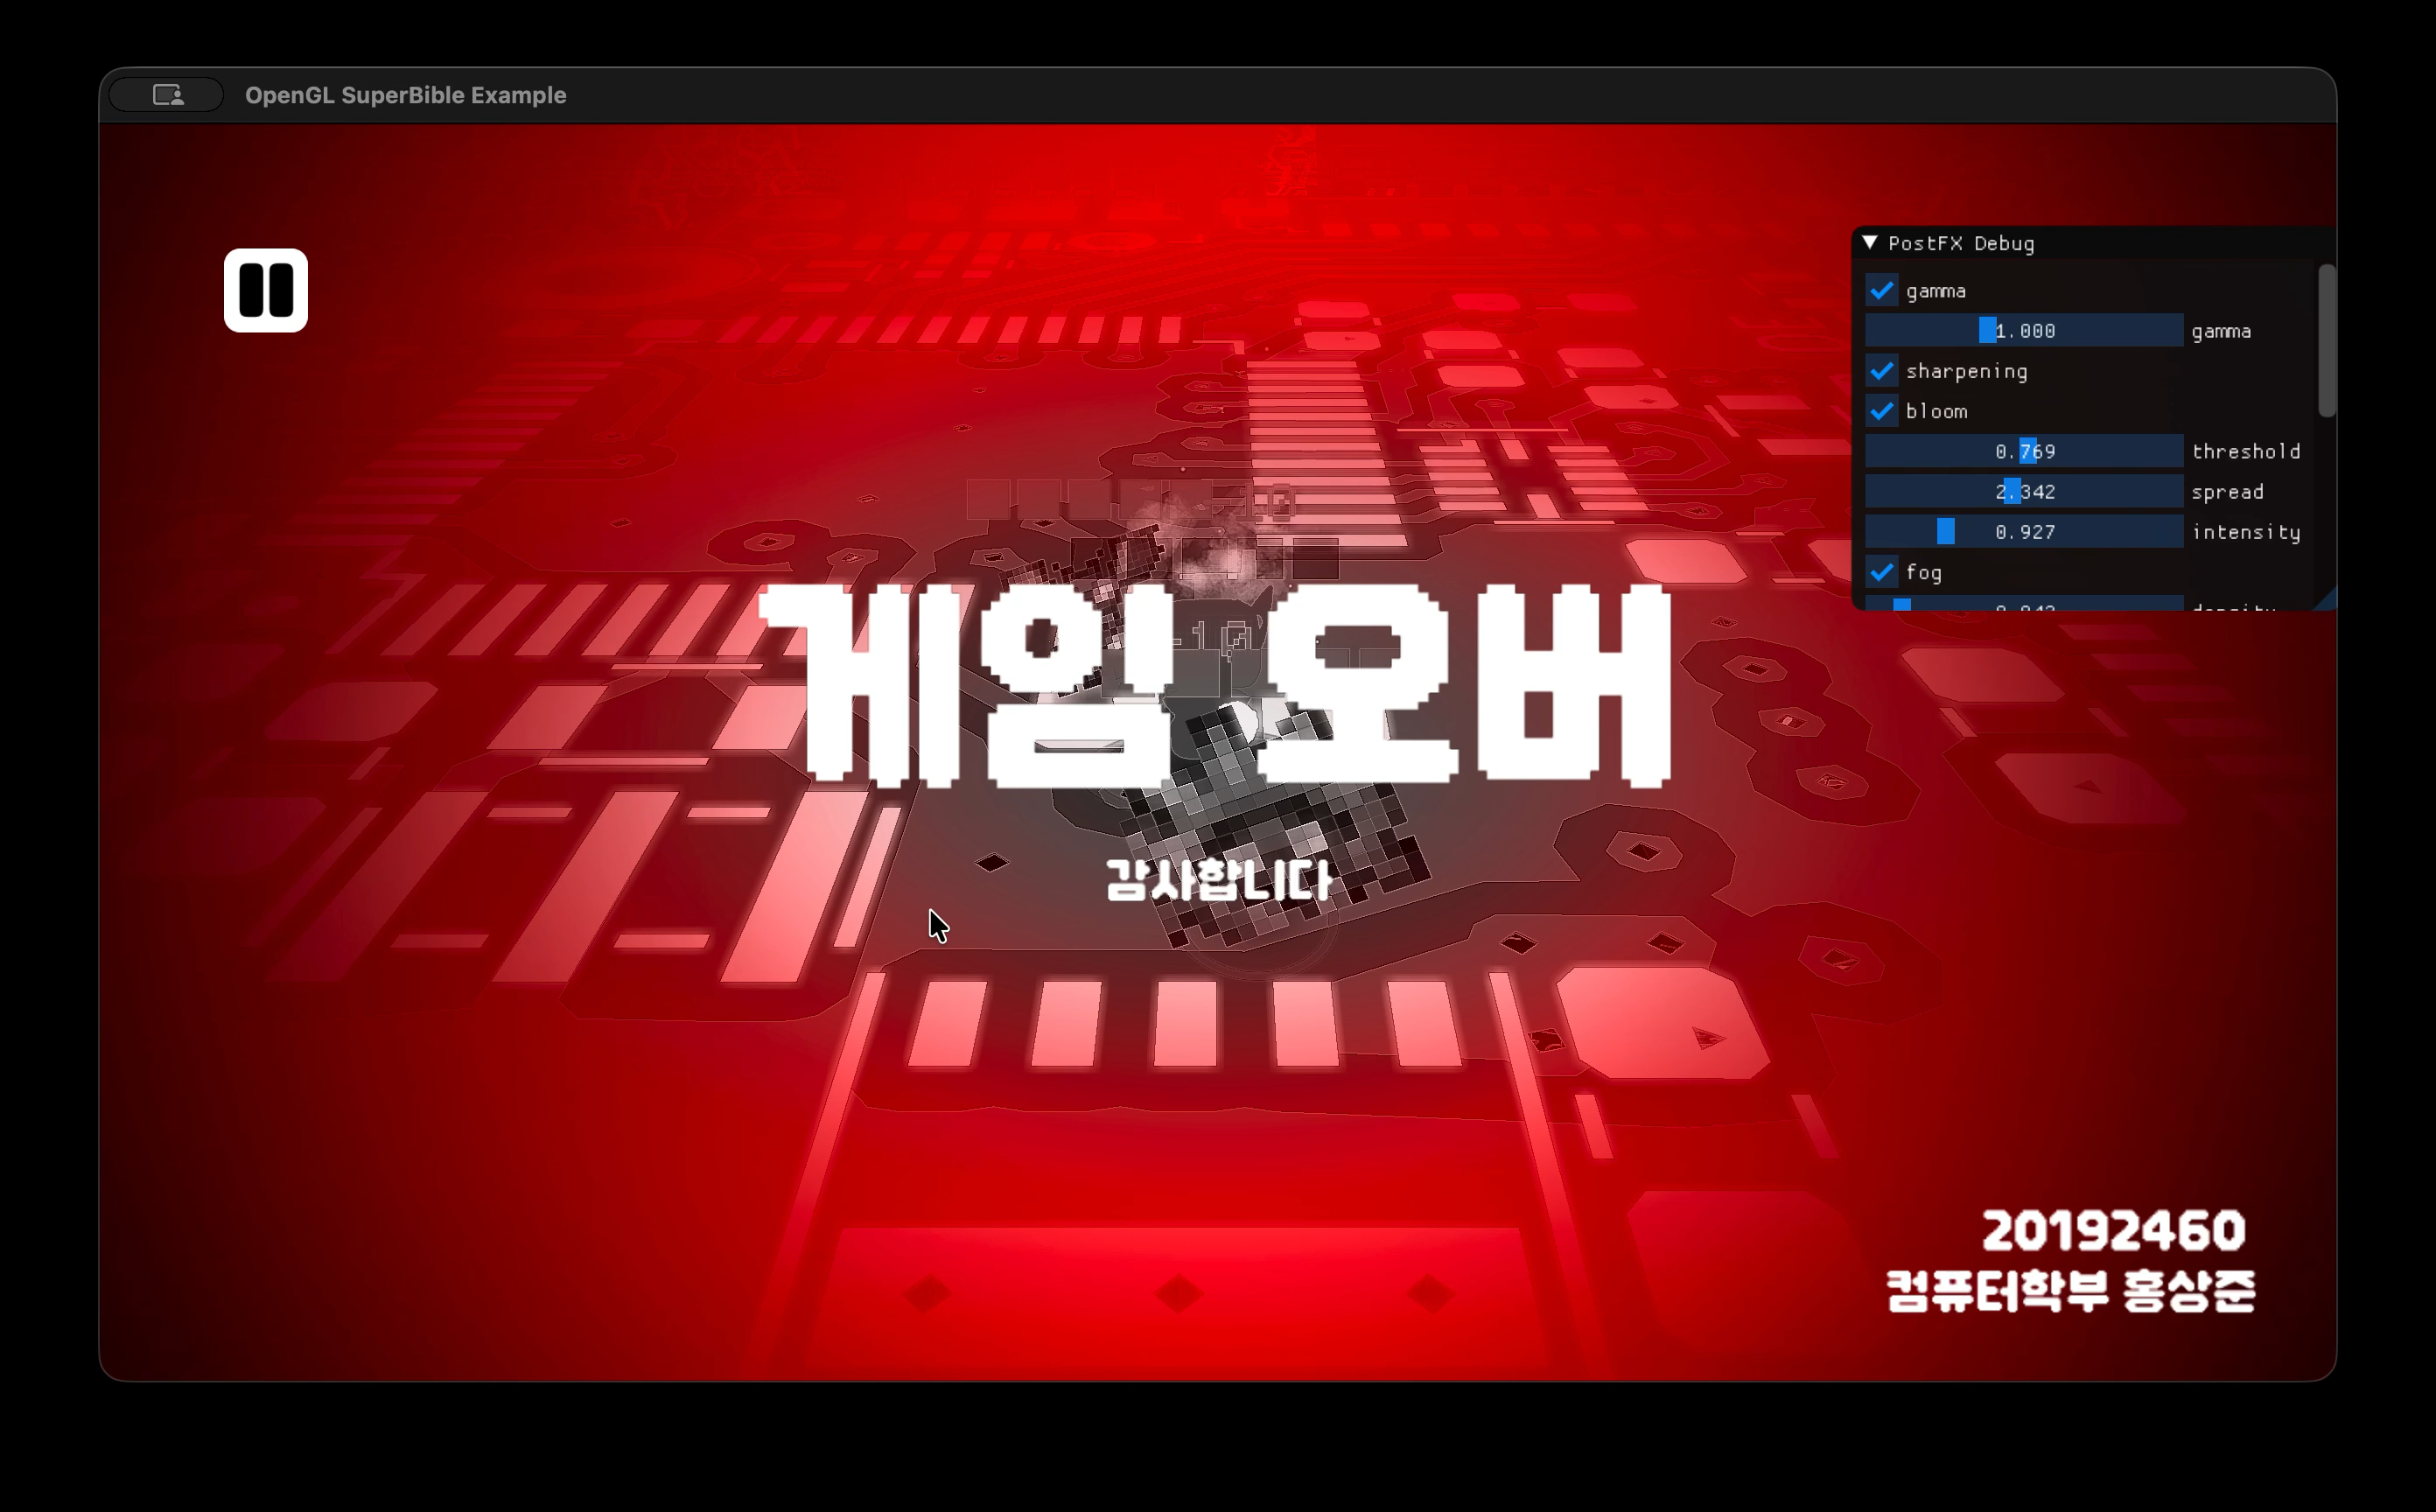 OpenGL SuperBible Example
PostFX Debug
gamma
1.000 gamma
sharpening
bloom
0.769 threshold
2.342 spread
0.927 intensity
fog
게임 오버
감사합니다
20192460
컴퓨터학부 홍상준